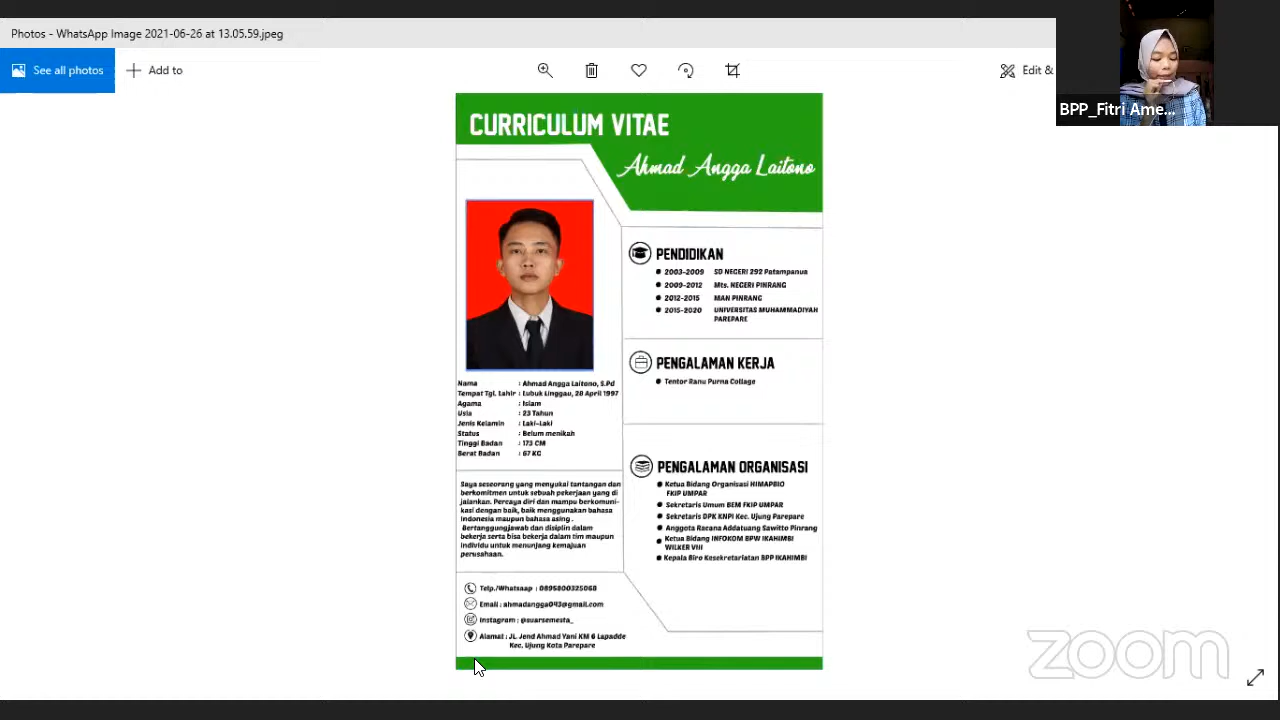 Photos - WhatsApp Image 2021-06-26 at 13.05.59.jpeg
See all photos
Add to
Edit &
BPP_Fitri Ame...
CURRICULUM VITAE
Ahmad Angga Laitono
Nama : Ahmad Angga Laitono, S.Pd
Tempat Tgl. Lahir : Lubuk Linggau, 28 April 1997
Agama : Islam
Usia : 23 Tahun
Jenis Kelamin : Laki-Laki
Status : Belum menikah
Tinggi Badan : 173 CM
Berat Badan : 67 KG
Saya seseorang yang menyukai tantangan dan
berkomitmen untuk sebuah pekerjaan yang di
jalankan. Percaya diri dan mampu berkomuni-
kasi dengan baik, baik menggunakan bahasa
indonesia maupun bahasa asing .
Bertanggungjawab dan disiplin dalam
bekerja serta bisa bekerja dalam tim maupun
individu untuk menunjang kemajuan
perusahaan.
Telp./Whatsaap : 0895800325068
Email : ahmadangga043@gmail.com
Instagram : @suarsemesta_
Alamat : JL. Jend Ahmad Yani KM 6 Lapadde
Kec. Ujung Kota Parepare
PENDIDIKAN
2003-2009 SD NEGERI 292 Patampanua
2009-2012 Mts. NEGERI PINRANG
2012-2015 MAN PINRANG
2015-2020 UNIVERSITAS MUHAMMADIYAH
PAREPARE
PENGALAMAN KERJA
Tentor Ranu Purna Collage
PENGALAMAN ORGANISASI
Ketua Bidang Organisasi HIMAPBIO
FKIP UMPAR
Sekretaris Umum BEM FKIP UMPAR
Sekretaris DPK KNPI Kec. Ujung Parepare
Anggota Racana Addatuang Sawitto Pinrang
Ketua Bidang INFOKOM BPW IKAHIMBI
WILKER VIII
Kepala Biro Kesekretariatan BPP IKAHIMBI
zoom